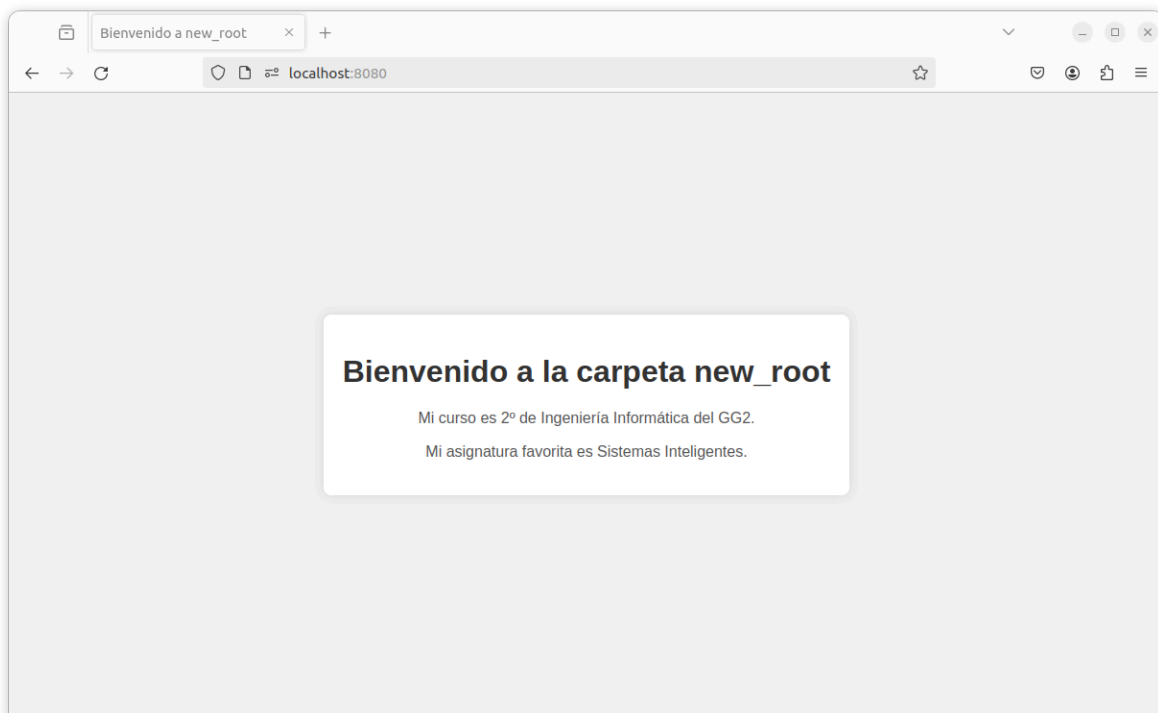 Bienvenido a new_root
localhost:8080
Bienvenido a la carpeta new_root
Mi curso es 2º de Ingeniería Informática del GG2.
Mi asignatura favorita es Sistemas Inteligentes.